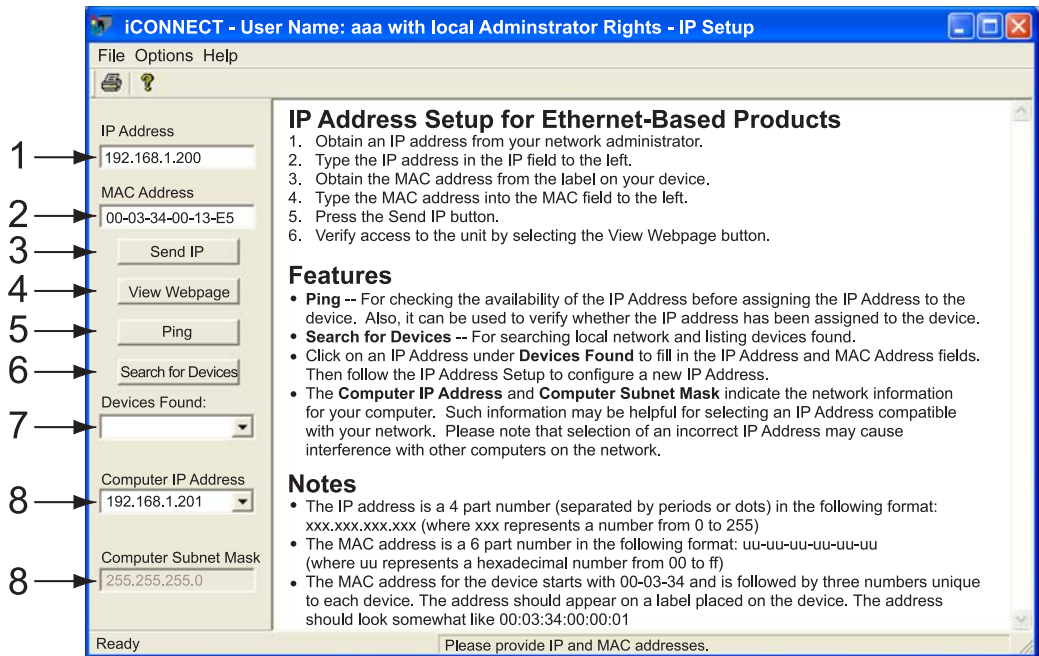 iCONNECT - User Name: aaa with local Adminstrator Rights - IP Setup
File Options Help
IP Address
1
192.168.1.200
MAC Address
2
00-03-34-00-13-E5
3
Send IP
4
View Webpage
5
Ping
6
Search for Devices
Devices Found:
7
Computer IP Address
8
192.168.1.201
Computer Subnet Mask
8
255.255.255.0
IP Address Setup for Ethernet-Based Products
1. Obtain an IP address from your network administrator.
2. Type the IP address in the IP field to the left.
3. Obtain the MAC address from the label on your device.
4. Type the MAC address into the MAC field to the left.
5. Press the Send IP button.
6. Verify access to the unit by selecting the View Webpage button.
Features
• Ping -- For checking the availability of the IP Address before assigning the IP Address to the
device. Also, it can be used to verify whether the IP address has been assigned to the device.
• Search for Devices -- For searching local network and listing devices found.
• Click on an IP Address under Devices Found to fill in the IP Address and MAC Address fields.
Then follow the IP Address Setup to configure a new IP Address.
• The Computer IP Address and Computer Subnet Mask indicate the network information
for your computer. Such information may be helpful for selecting an IP Address compatible
with your network. Please note that selection of an incorrect IP Address may cause
interference with other computers on the network.
Notes
• The IP address is a 4 part number (separated by periods or dots) in the following format:
xxx.xxx.xxx.xxx (where xxx represents a number from 0 to 255)
• The MAC address is a 6 part number in the following format: uu-uu-uu-uu-uu-uu
(where uu represents a hexadecimal number from 00 to ff)
• The MAC address for the device starts with 00-03-34 and is followed by three numbers unique
to each device. The address should appear on a label placed on the device. The address
should look somewhat like 00:03:34:00:00:01
Ready
Please provide IP and MAC addresses.